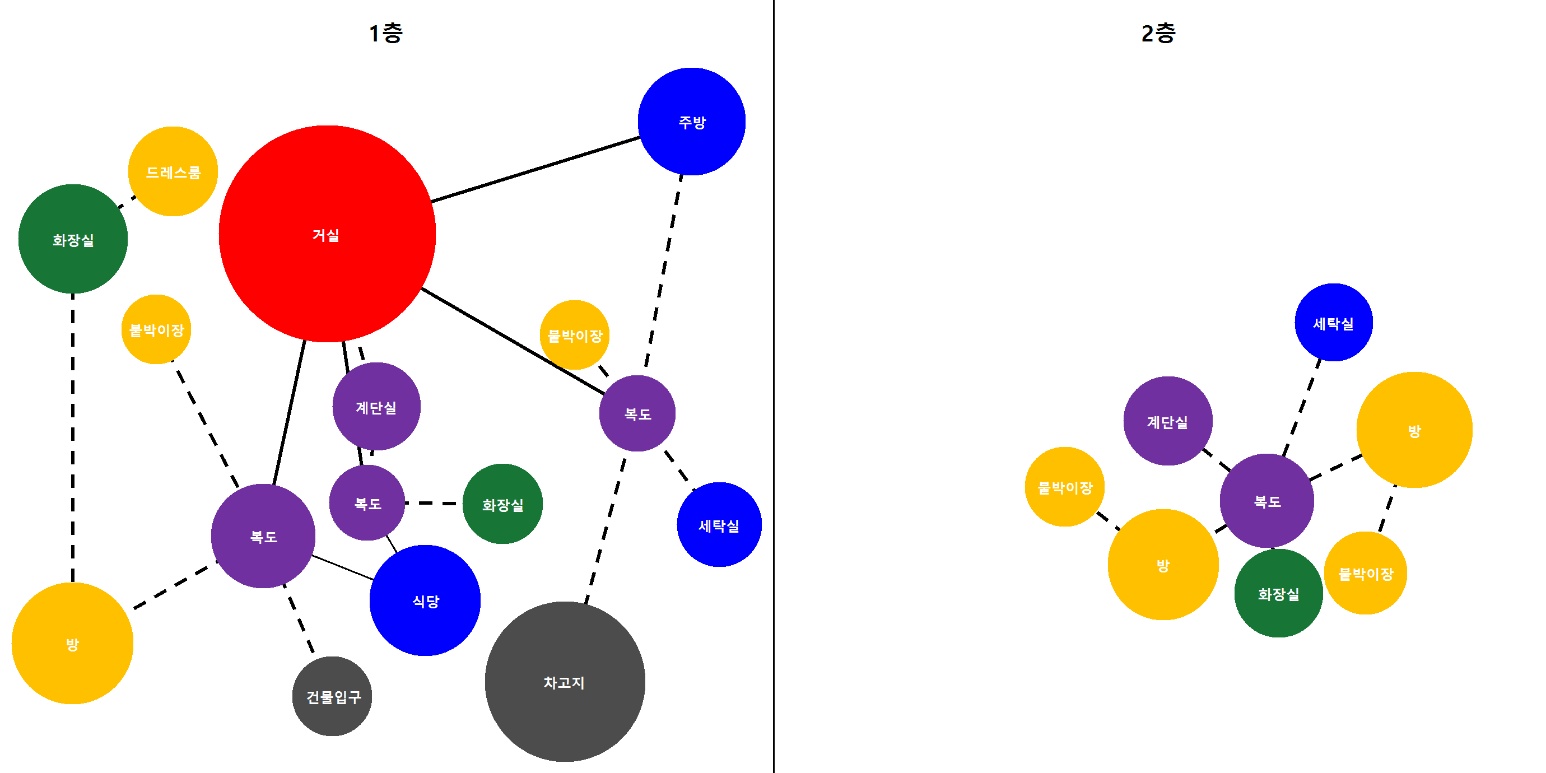 1층
주방
드레스룸
화장실
거실
붙박이장
붙박이장
계단실
복도
복도
화장실
세탁실
복도
식당
방
건물입구
차고지
2층
세탁실
계단실
방
붙박이장
복도
방
붙박이장
화장실